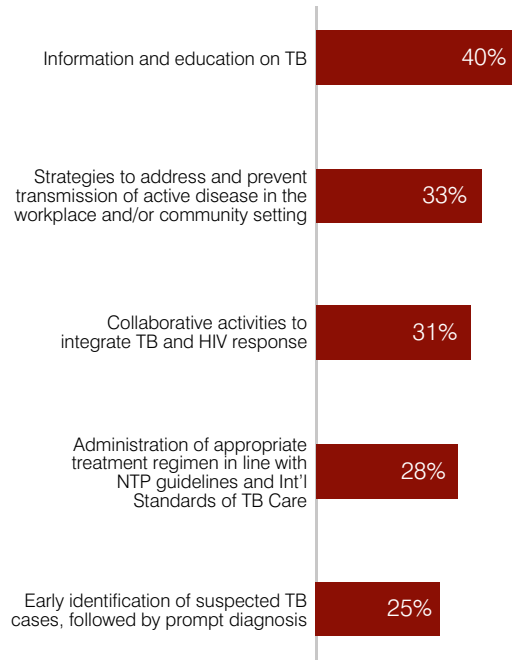 Information and education on TB
40%
Strategies to address and prevent
transmission of active disease in the
workplace and/or community setting
33%
Collaborative activities to
integrate TB and HIV response
31%
Administration of appropriate
treatment regimen in line with
NTP guidelines and Int'l
Standards of TB Care
28%
Early identification of suspected TB
cases, followed by prompt diagnosis
25%